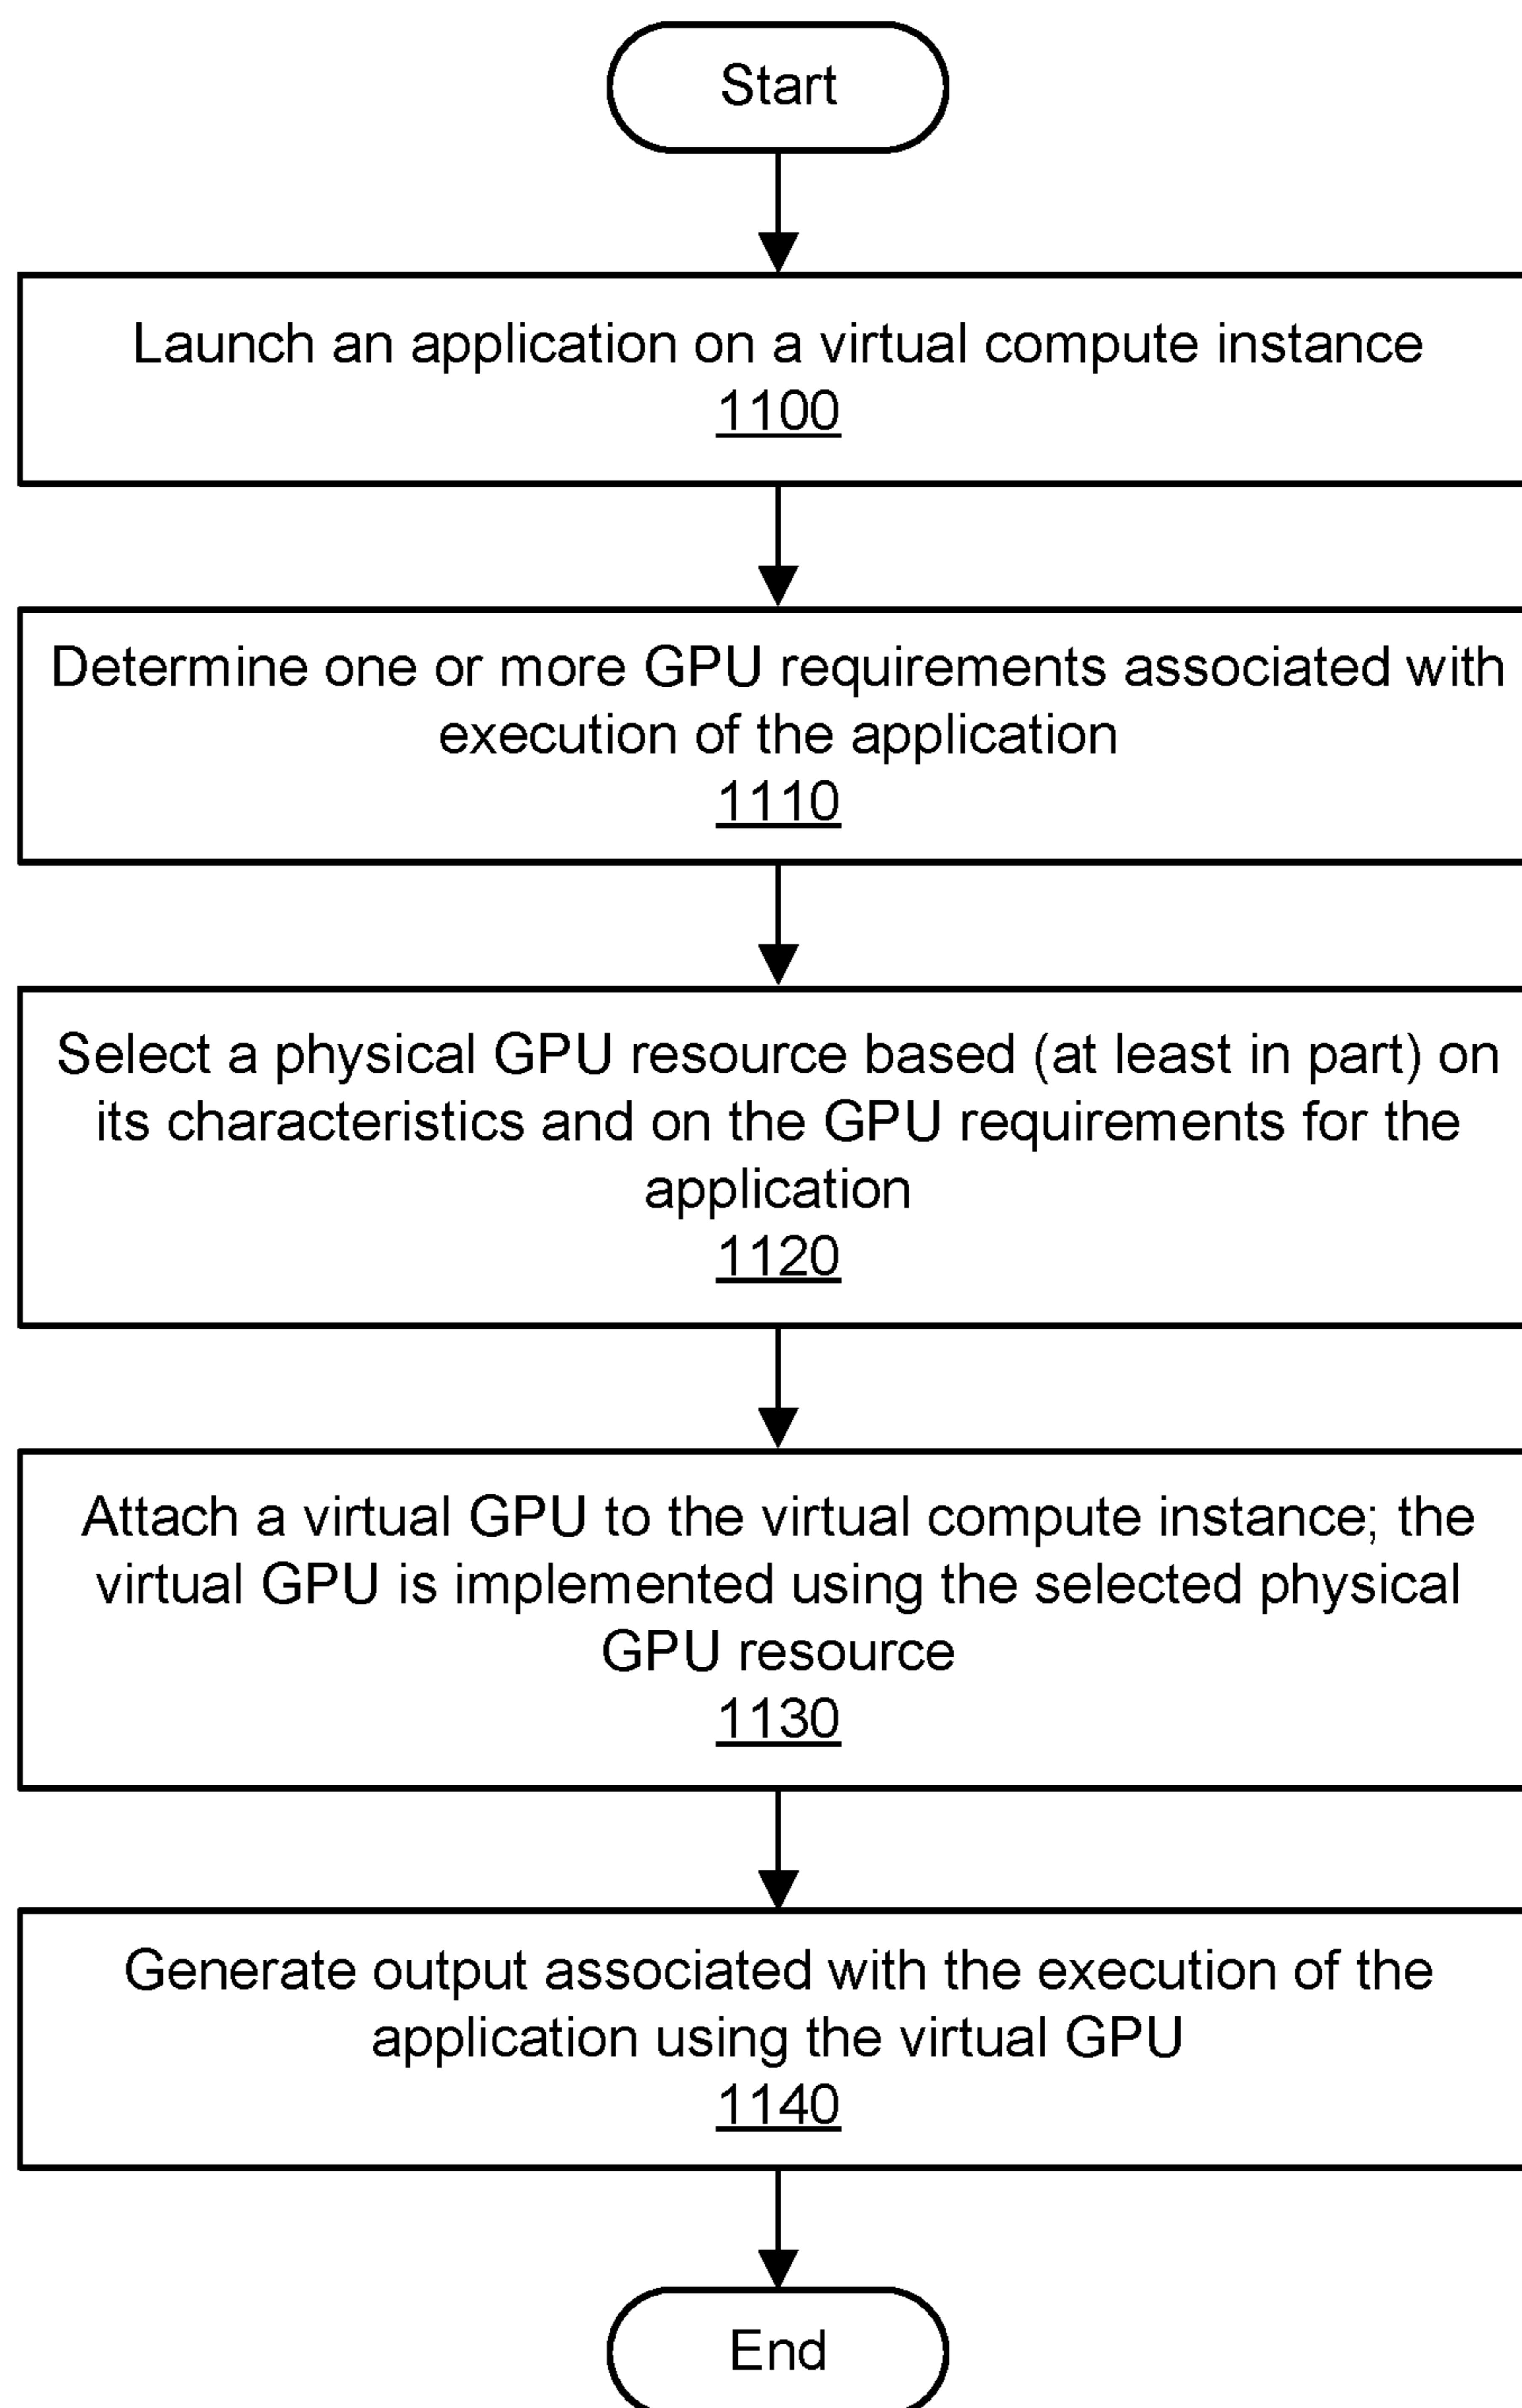 Start
Launch an application on a virtual compute instance
1100
Determine one or more GPU requirements associated with
execution of the application
1110
Select a physical GPU resource based (at least in part) on
its characteristics and on the GPU requirements for the
application
1120
Attach a virtual GPU to the virtual compute instance; the
virtual GPU is implemented using the selected physical
GPU resource
1130
Generate output associated with the execution of the
application using the virtual GPU
1140
End